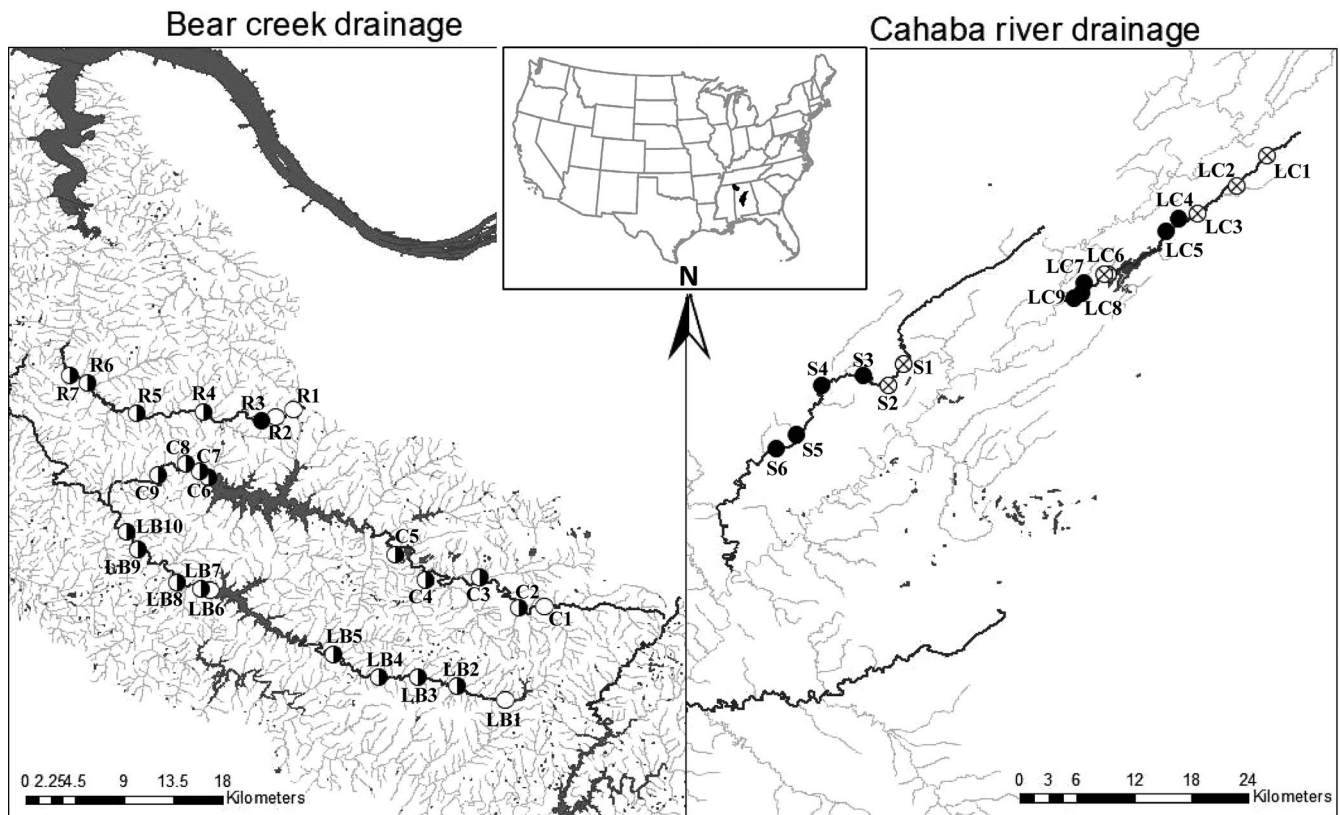 Bear creek drainage
Cahaba river drainage
N
R6
R7
R5
R4
R3
R1
R2
C8
C7
C9
C6
LB10
LB9
LB7
LB8
LB6
C5
C4
C3
C2
C1
LB5
LB4
LB3
LB2
LB1
LC2
LC1
LC4
LC3
LC5
LC6
LC7
LC9
LC8
S4
S3
S1
S2
S5
S6
0 2.25 4.5 9 13.5 18
Kilometers
0 3 6 12 18 24
Kilometers